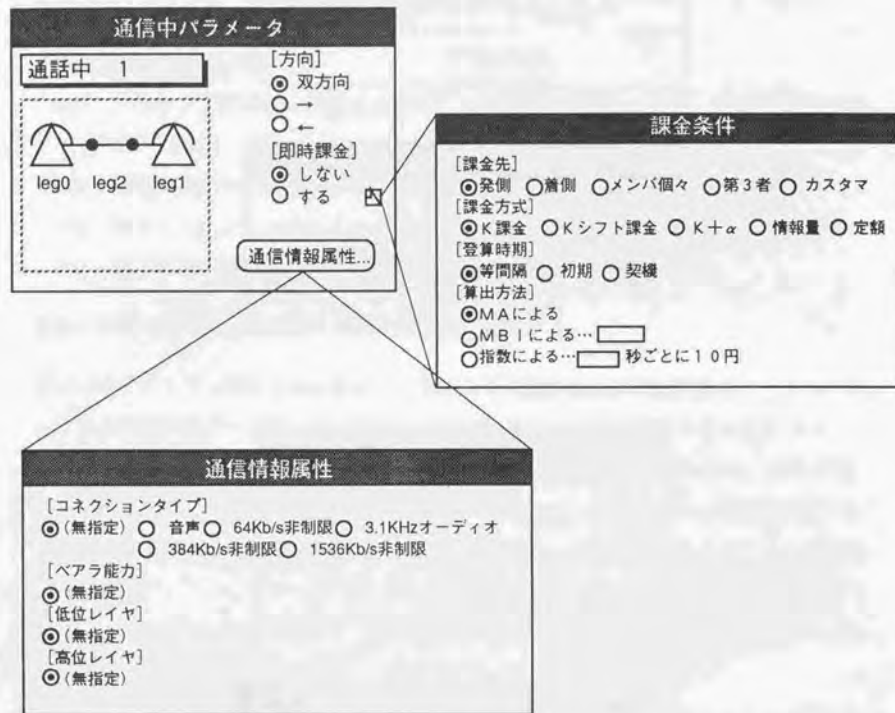 通信中パラメータ
通話中 1
leg0 leg2 leg1
[方向]
双方向
→
←
[即時課金]
しない
する
通信情報属性...
課金条件
[課金先]
発側 着側 メンバ個々 第3者 カスタマ
[課金方式]
K課金 Kシフト課金 K+α 情報量 定額
[登算時期]
等間隔 初期 契機
[算出方法]
MAによる
MBIによる…
指数による… 秒ごとに10円
通信情報属性
[コネクションタイプ]
(無指定) 音声 64Kb/s非制限 3.1KHzオーディオ
384Kb/s非制限 1536Kb/s非制限
[ベアラ能力]
(無指定)
[低位レイヤ]
(無指定)
[高位レイヤ]
(無指定)